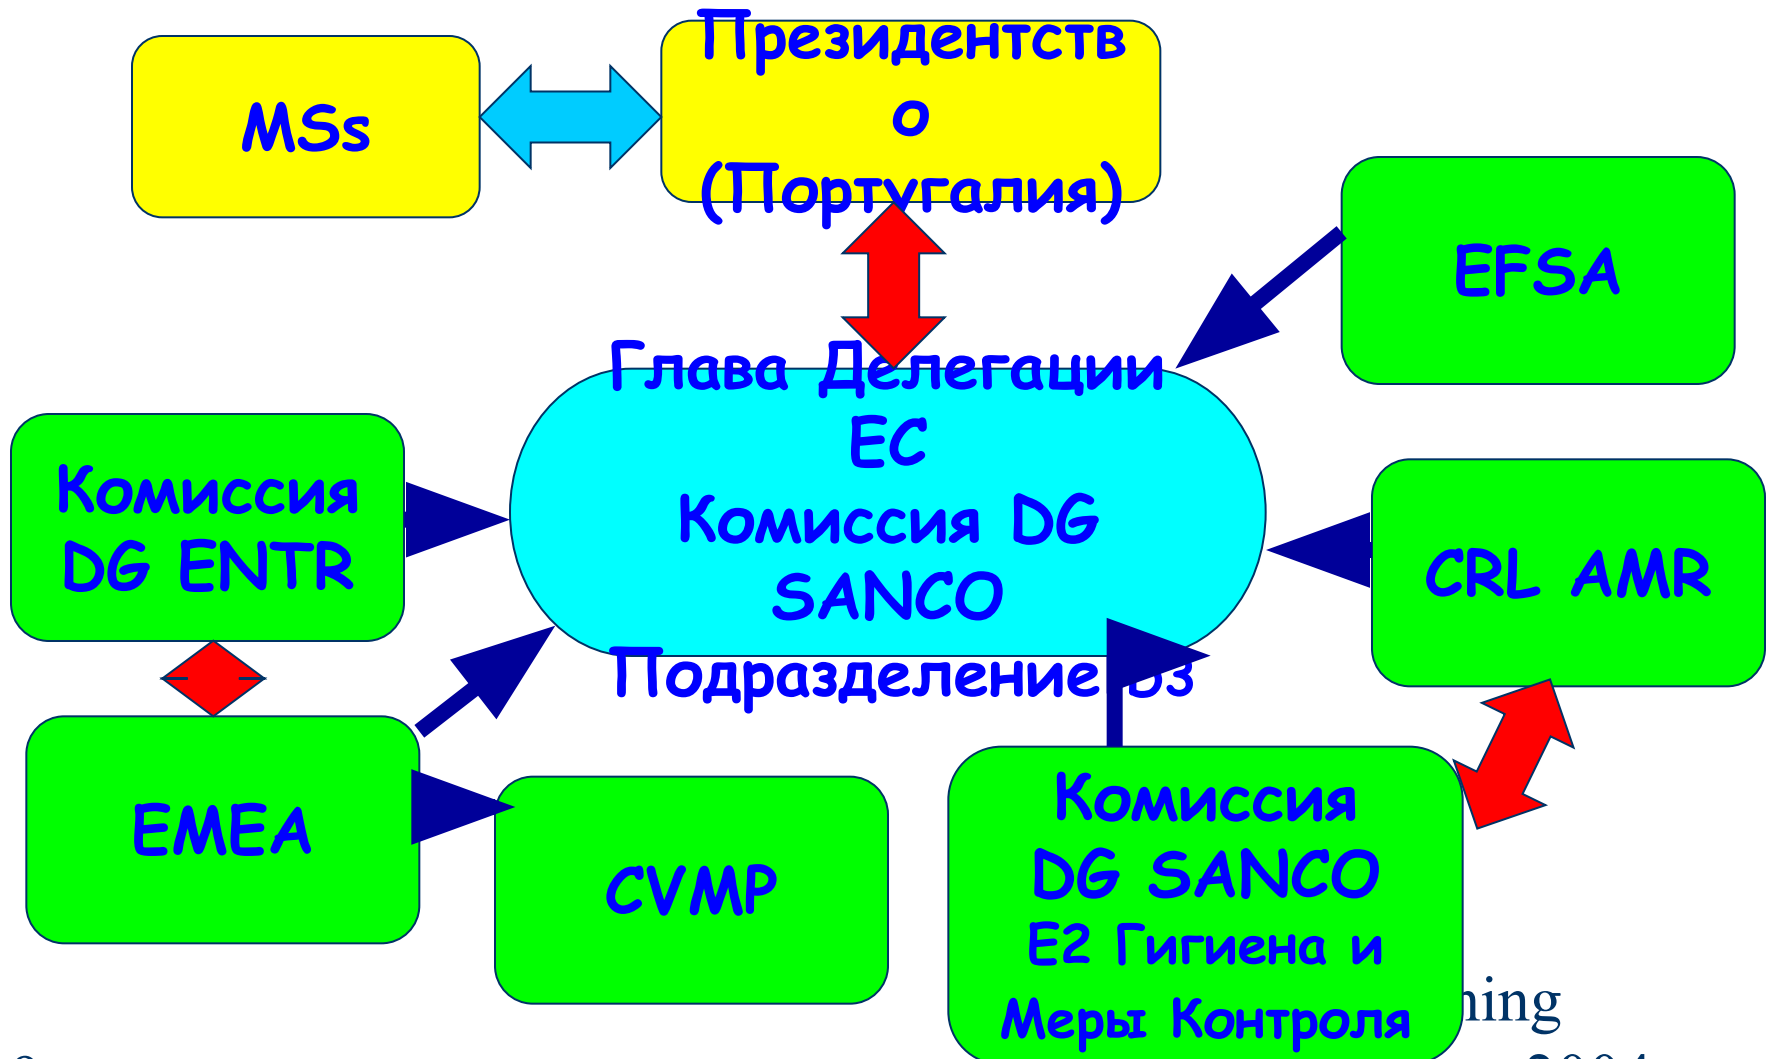 Президентств
о
(Португалия)
MSs
EFSA
Глава Делегации
ЕС
Комиссия DG
SANCO
Подразделение
Комиссия
DG ENTR
CRL AMR
EMEA
CVMP
Комиссия
DG SANCO
E2 Гигиена и
Меры Контроля